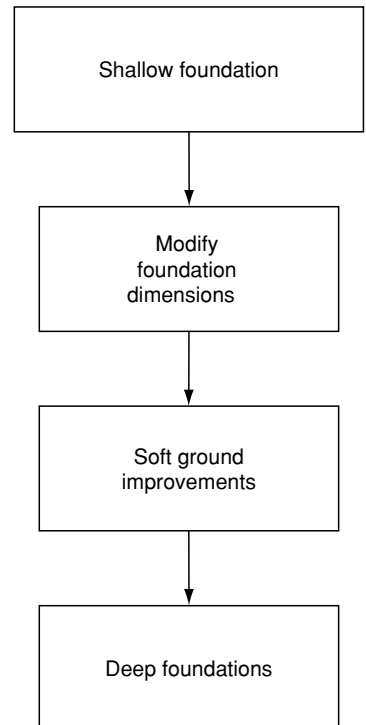 Shallow foundation
Modify
foundation
dimensions
Soft ground
improvements
Deep foundations